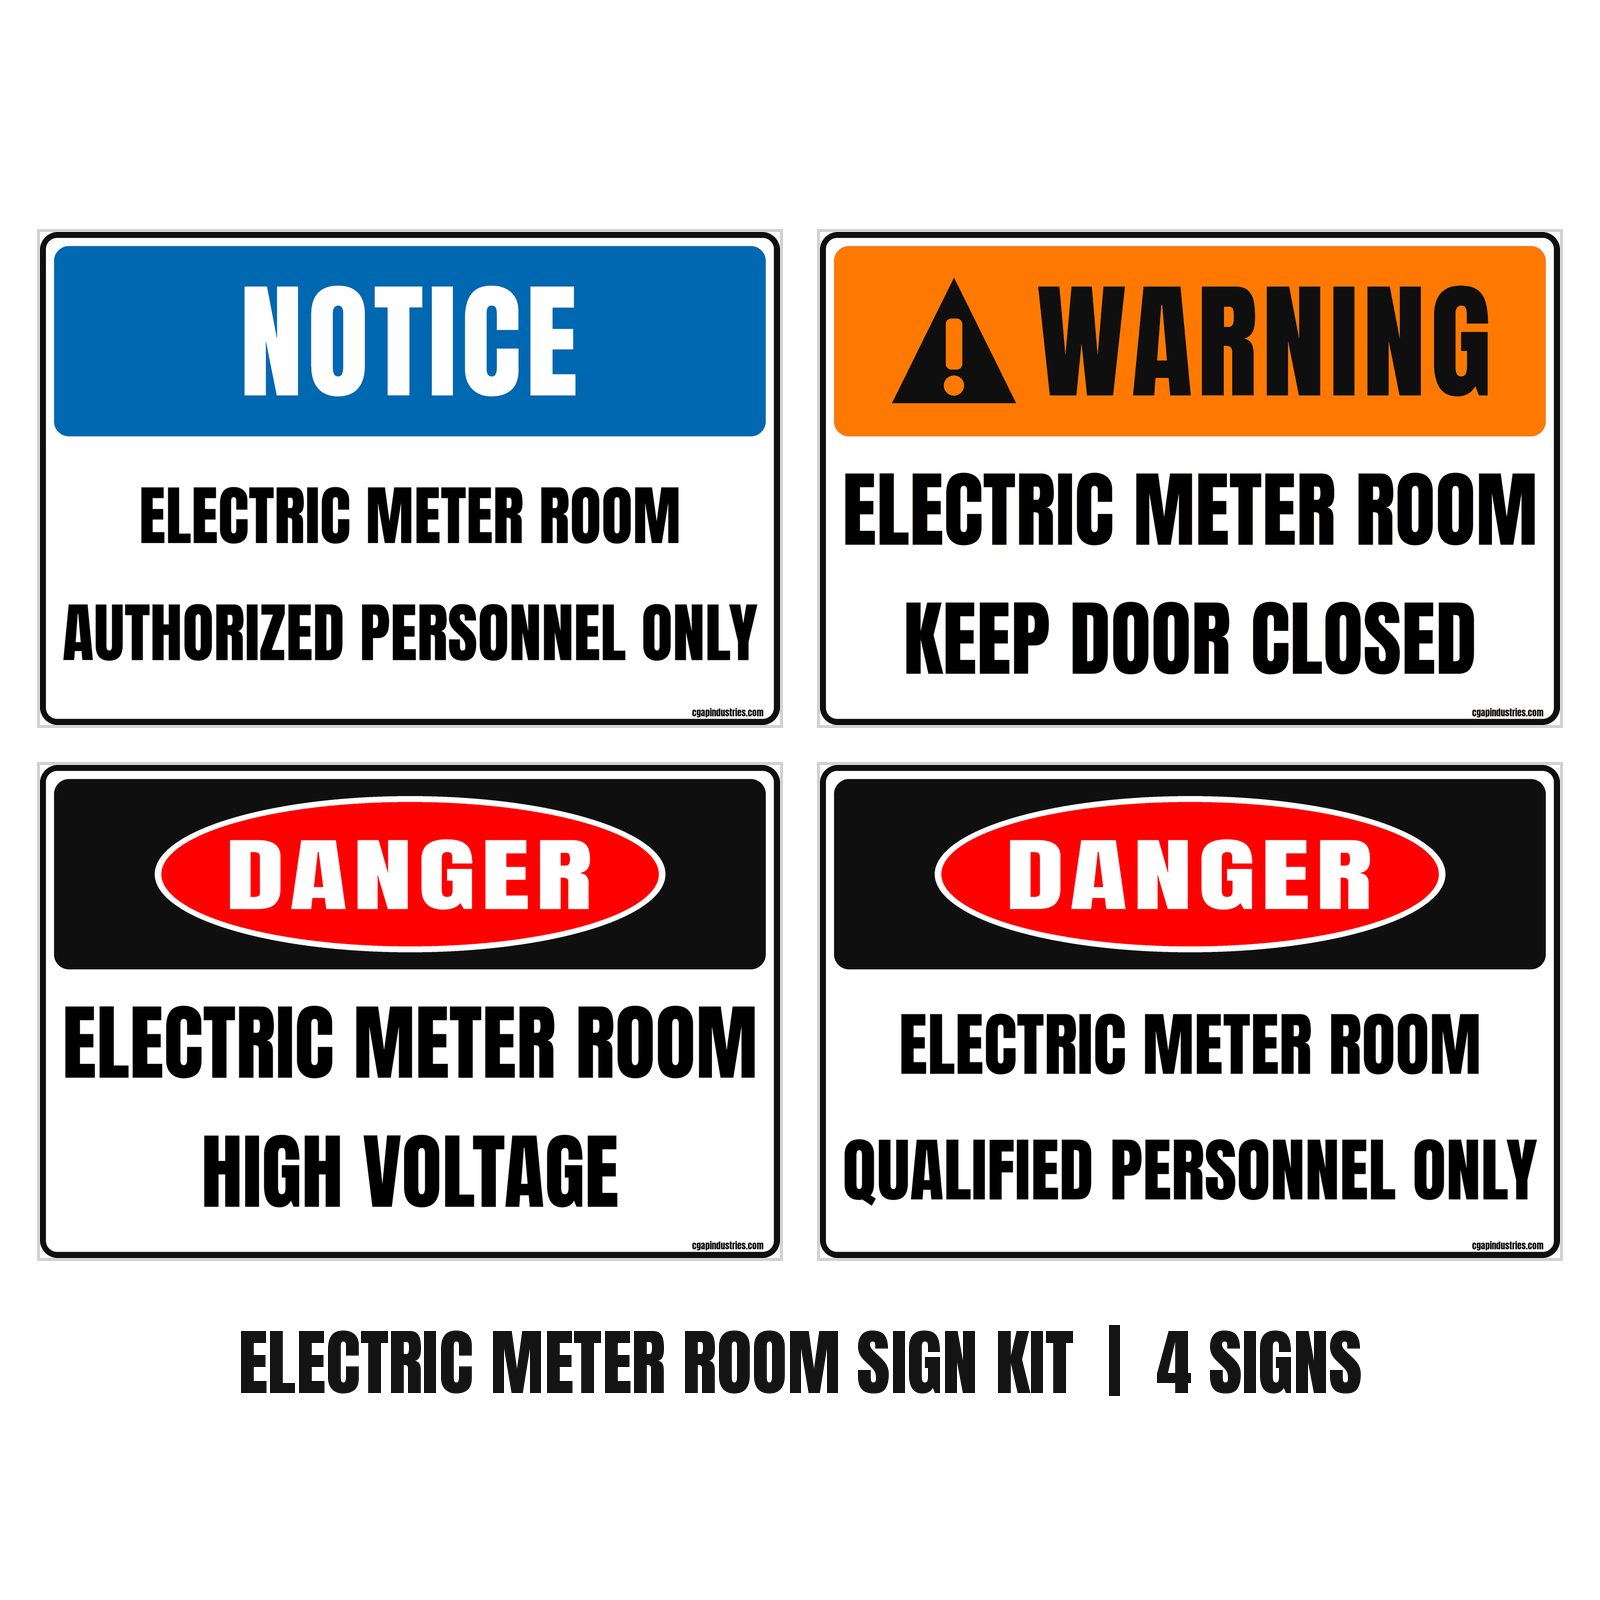 NOTICE
ELECTRIC METER ROOM
AUTHORIZED PERSONNEL ONLY
cgapindustries.com
WARNING
ELECTRIC METER ROOM
KEEP DOOR CLOSED
cgapindustries.com
DANGER
ELECTRIC METER ROOM
HIGH VOLTAGE
cgapindustries.com
DANGER
ELECTRIC METER ROOM
QUALIFIED PERSONNEL ONLY
cgapindustries.com
ELECTRIC METER ROOM SIGN KIT | 4 SIGNS